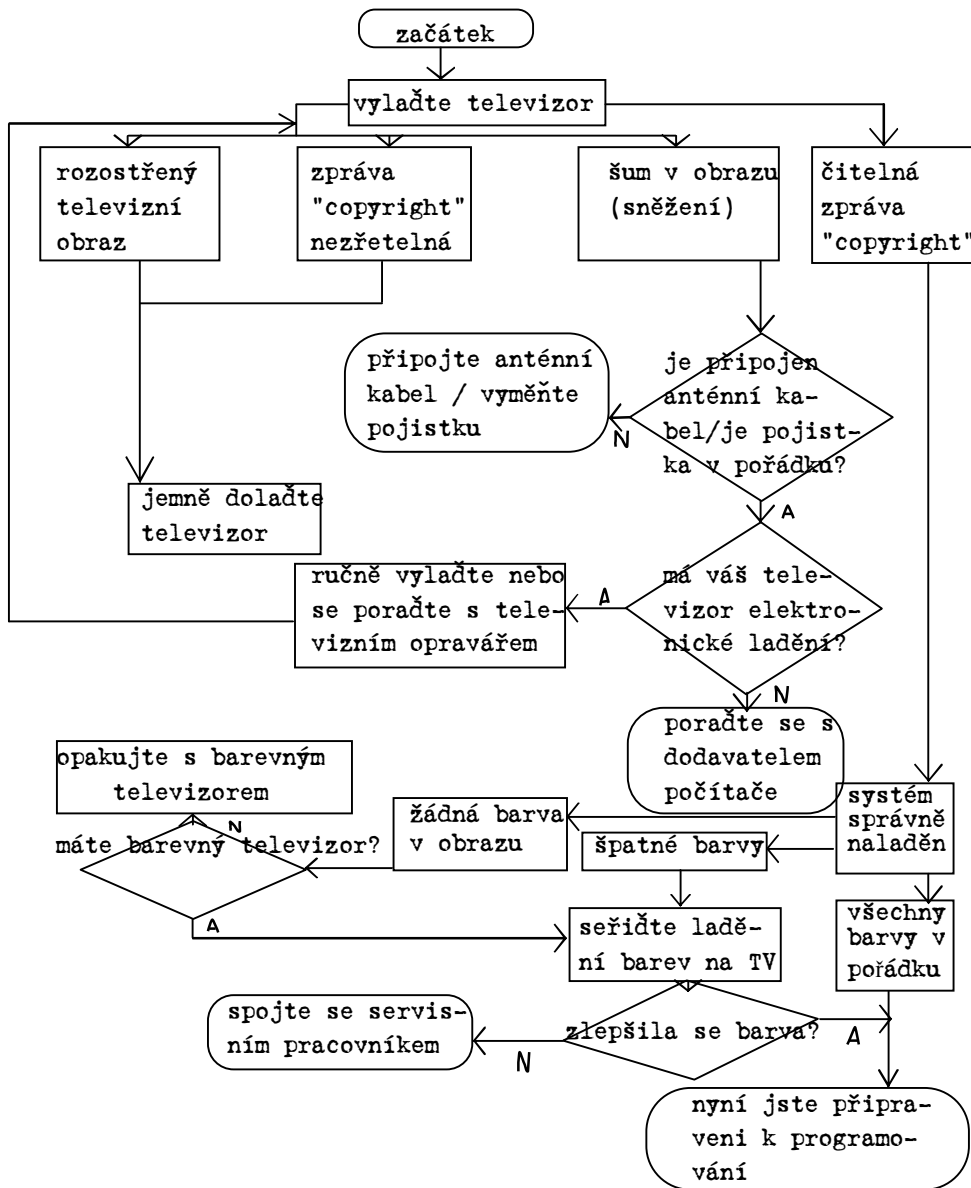 začátek
vylaďte televizor
rozostřený
televizní
obraz
zpráva
"copyright"
nezřetelná
šum v obrazu
(sněžení)
čitelná
zpráva
"copyright"
připojte anténní
kabel / vyměňte
pojistku
N
je připojen
anténní ka-
bel/je pojist-
ka v pořádku?
A
jemně dolaďte
televizor
ručně vylaďte nebo
se poraďte s tele-
vizním opravářem
A
má váš tele-
vizor elektro-
nické ladění?
N
poraďte se s
dodavatelem
počítače
opakujte s barevným
televizorem
N
máte barevný televizor?
A
žádná barva
v obrazu
špatné barvy
systém
správně
naladěn
seřiďte ladě-
ní barev na TV
všechny
barvy v
pořádku
spojte se servis-
ním pracovníkem
N
zlepšila se barva?
A
nyní jste připra-
veni k programo-
vání